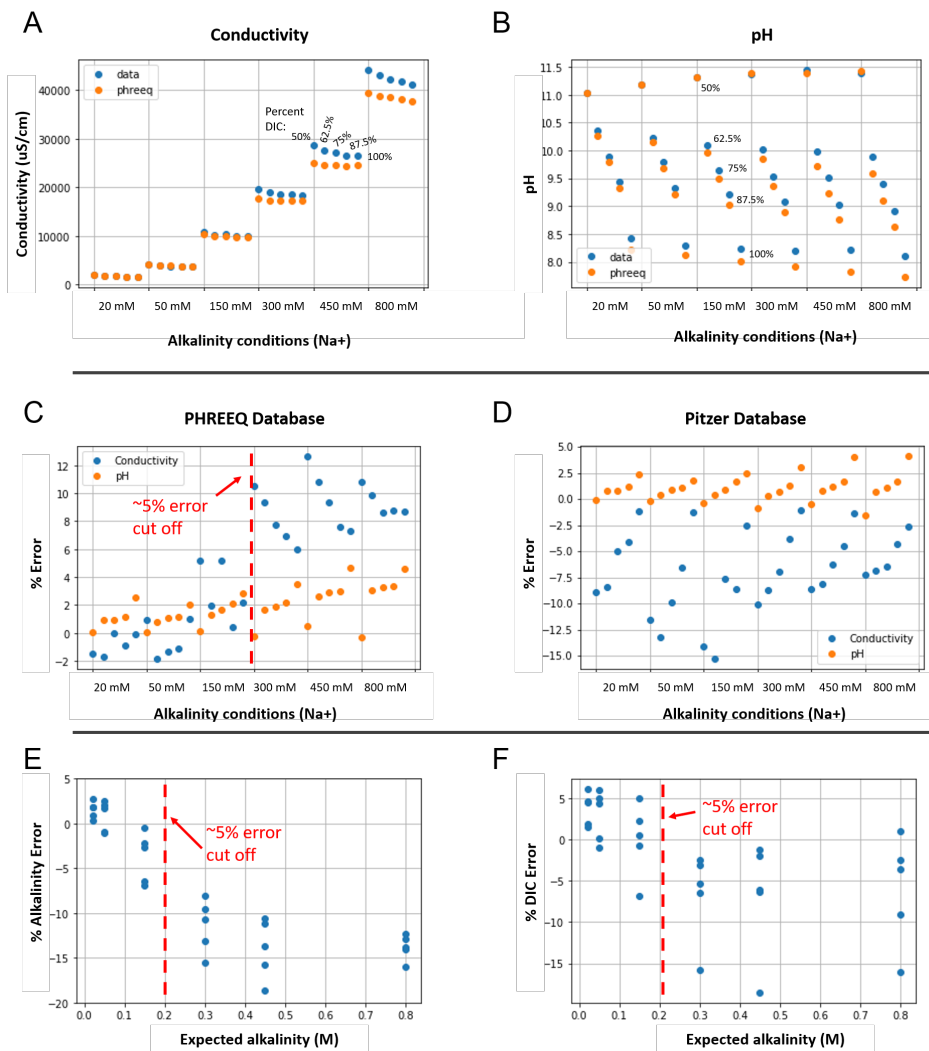 A
Conductivity
data
phreeq
Percent
DIC:
50%
62.5%
75%
87.5%
100%
40000
30000
20000
10000
0
Conductivity (uS/cm)
20 mM 50 mM 150 mM 300 mM 450 mM 800 mM
Alkalinity conditions (Na+)
B
pH
11.5
11.0
10.5
10.0
9.5
9.0
8.5
8.0
pH
50%
62.5%
75%
87.5%
100%
data
phreeq
20 mM 50 mM 150 mM 300 mM 450 mM 800 mM
Alkalinity conditions (Na+)
C
PHREEQ Database
Conductivity
pH
~5% error
cut off
12
10
8
6
4
2
0
−2
% Error
20 mM 50 mM 150 mM 300 mM 450 mM 800 mM
Alkalinity conditions (Na+)
D
Pitzer Database
5.0
2.5
0.0
−2.5
−5.0
−7.5
−10.0
−12.5
−15.0
% Error
Conductivity
pH
20 mM 50 mM 150 mM 300 mM 450 mM 800 mM
Alkalinity conditions (Na+)
E
5
0
−5
−10
−15
−20
% Alkalinity Error
~5% error
cut off
0.0 0.1 0.2 0.3 0.4 0.5 0.6 0.7 0.8
Expected alkalinity (M)
F
5
0
−5
−10
−15
% DIC Error
~5% error
cut off
0.0 0.1 0.2 0.3 0.4 0.5 0.6 0.7 0.8
Expected alkalinity (M)